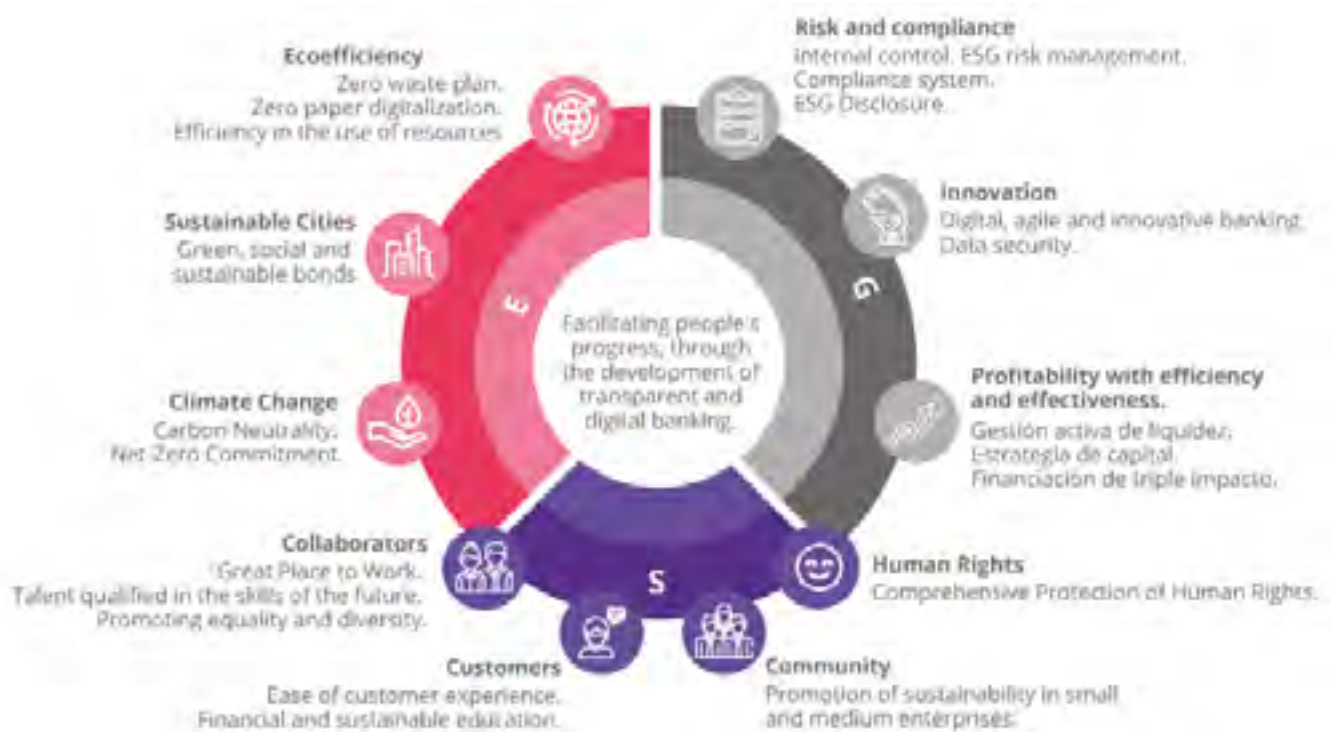 Ecoefficiency
Zero waste plan.
Zero paper digitalization.
Efficiency in the use of resources
Sustainable Cities
Green, social and
sustainable bonds
Climate Change
Carbon Neutrality.
Net-Zero Commitment.
Collaborators
Great Place to Work.
Talent qualified in the skills of the future.
Promoting equality and diversity.
Customers
Ease of customer experience.
Financial and sustainable education.
Community
Promotion of sustainability in small
and medium enterprises.
Human Rights
Comprehensive Protection of Human Rights.
Profitability with efficiency
and effectiveness.
Gestión activa de liquidez.
Estrategia de capital.
Financiación de triple impacto.
Innovation
Digital, agile and innovative banking.
Data security.
Risk and compliance
Internal control. ESG risk management.
Compliance system.
ESG Disclosure.
E
S
G
Facilitating people's
progress, through
the development of
transparent and
digital banking.